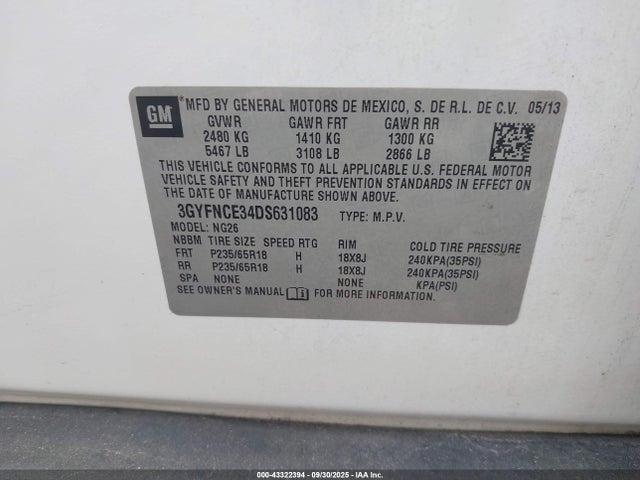 GM
MFD BY GENERAL MOTORS DE MEXICO, S. DE R.L. DE C.V. 05/13
GVWR GAWR FRT GAWR RR
2480 KG 1410 KG 1300 KG
5467 LB 3108 LB 2866 LB
THIS VEHICLE CONFORMS TO ALL APPLICABLE U.S. FEDERAL MOTOR
VEHICLE SAFETY AND THEFT PREVENTION STANDARDS IN EFFECT ON
THE DATE OF MANUFACTURE SHOWN ABOVE.
3GYFNCE34DS631083 TYPE: M.P.V.
MODEL: NG26
NBBM TIRE SIZE SPEED RTG RIM COLD TIRE PRESSURE
FRT P235/65R18 H 18X8J 240KPA(35PSI)
RR P235/65R18 H 18X8J 240KPA(35PSI)
SPA NONE NONE KPA(PSI)
SEE OWNER'S MANUAL FOR MORE INFORMATION.
000-43322394 - 09/30/2025 - IAA Inc.